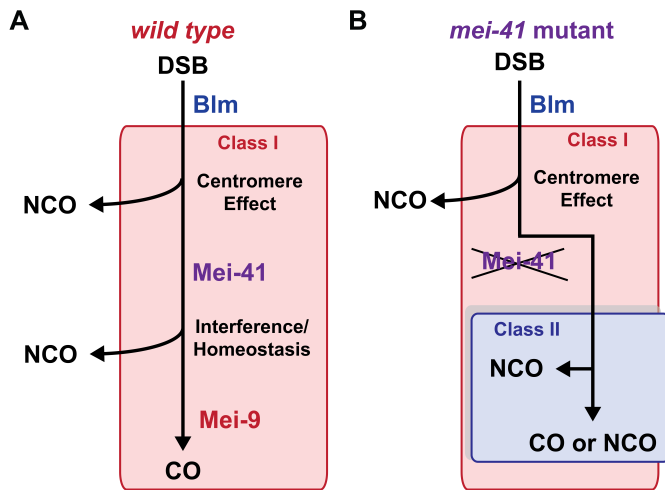 A
wild type
DSB
Blm
Class I
Centromere
Effect
NCO
Mei-41
Interference/
Homeostasis
NCO
Mei-9
CO
B
mei-41 mutant
DSB
Blm
Class I
Centromere
Effect
NCO
Mei-41
Class II
NCO
CO or NCO